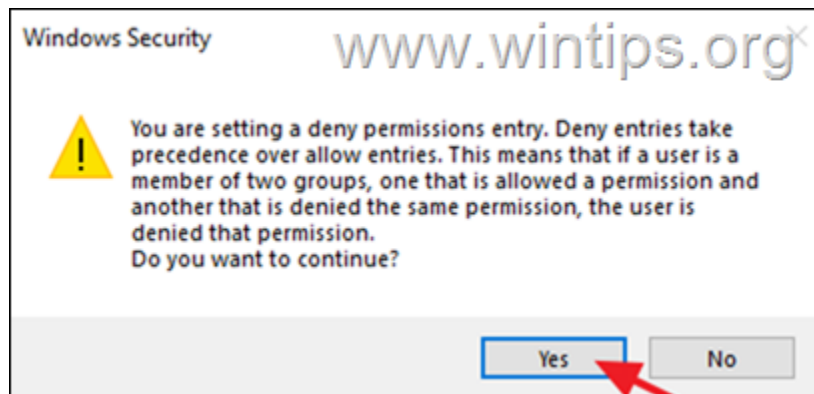 Windows Security
www.wintips.org
You are setting a deny permissions entry. Deny entries take
precedence over allow entries. This means that if a user is a
member of two groups, one that is allowed a permission and
another that is denied the same permission, the user is
denied that permission.
Do you want to continue?
Yes
No